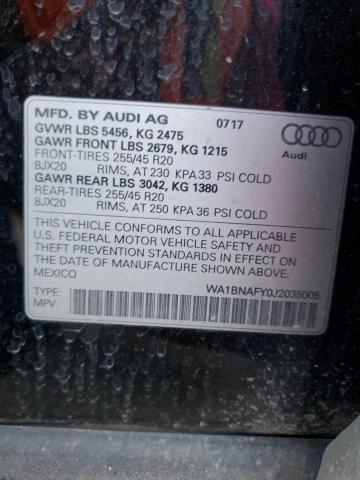 MFD. BY AUDI AG 0717
GVWR LBS 5456, KG 2475
GAWR FRONT LBS 2679, KG 1215
FRONT-TIRES 255/45 R20
8JX20 RIMS, AT 230 KPA 33 PSI COLD
GAWR REAR LBS 3042, KG 1380
REAR-TIRES 255/45 R20
8JX20 RIMS, AT 250 KPA 36 PSI COLD
Audi
THIS VEHICLE CONFORMS TO ALL APPLICABLE
U.S. FEDERAL MOTOR VEHICLE SAFETY, BUMPER AND
THEFT PREVENTION STANDARDS IN EFFECT ON
THE DATE OF MANUFACTURE SHOWN ABOVE.
MEXICO
TYPE: WA1BNAFY0J2035005
MPV